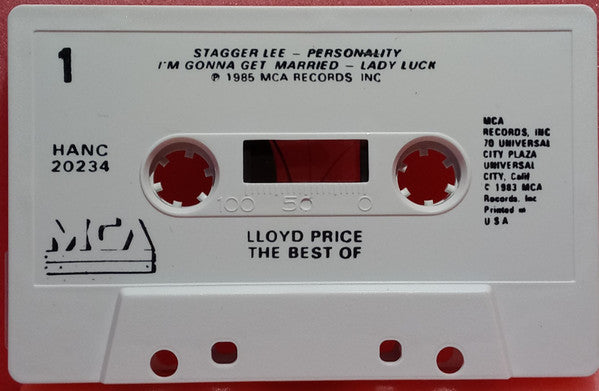 1
STAGGER LEE – PERSONALITY
I'M GONNA GET MARRIED – LADY LUCK
℗ 1985 MCA RECORDS INC
HANC
20234
MCA
RECORDS, INC
70 UNIVERSAL
CITY PLAZA
UNIVERSAL
CITY, Calif
© 1983 MCA
Records. Inc
Printed in
U S A
100 50 0
MCA
LLOYD PRICE
THE BEST OF